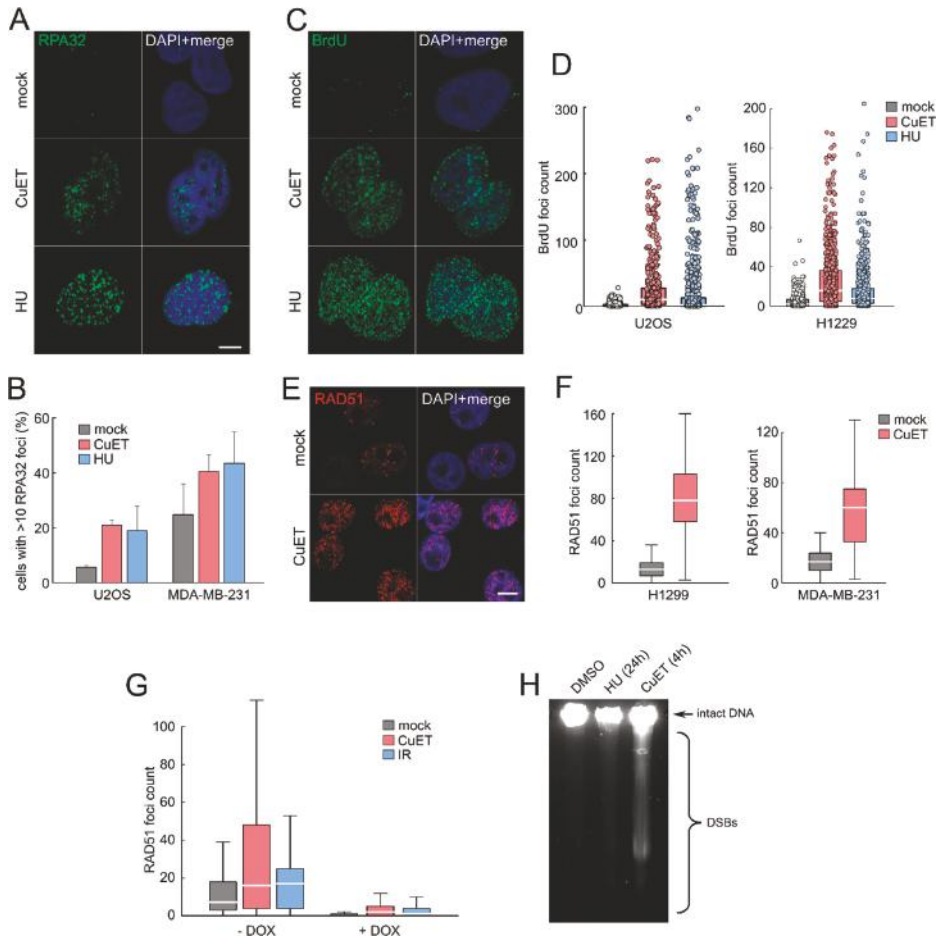 A
RPA32
DAPI+merge
mock
CuET
HU
B
cells with >10 RPA32 foci (%)
60
40
20
0
mock
CuET
HU
U2OS
MDA-MB-231
C
BrdU
DAPI+merge
mock
CuET
HU
D
BrdU foci count
300
200
100
0
U2OS
BrdU foci count
200
160
120
80
40
0
H1229
mock
CuET
HU
E
RAD51
DAPI+merge
mock
CuET
F
RAD51 foci count
160
120
80
40
0
H1299
RAD51 foci count
120
80
40
0
MDA-MB-231
mock
CuET
G
RAD51 foci count
100
80
60
40
20
0
mock
CuET
IR
- DOX
+ DOX
H
DMSO
HU (24h)
CuET (4h)
intact DNA
DSBs